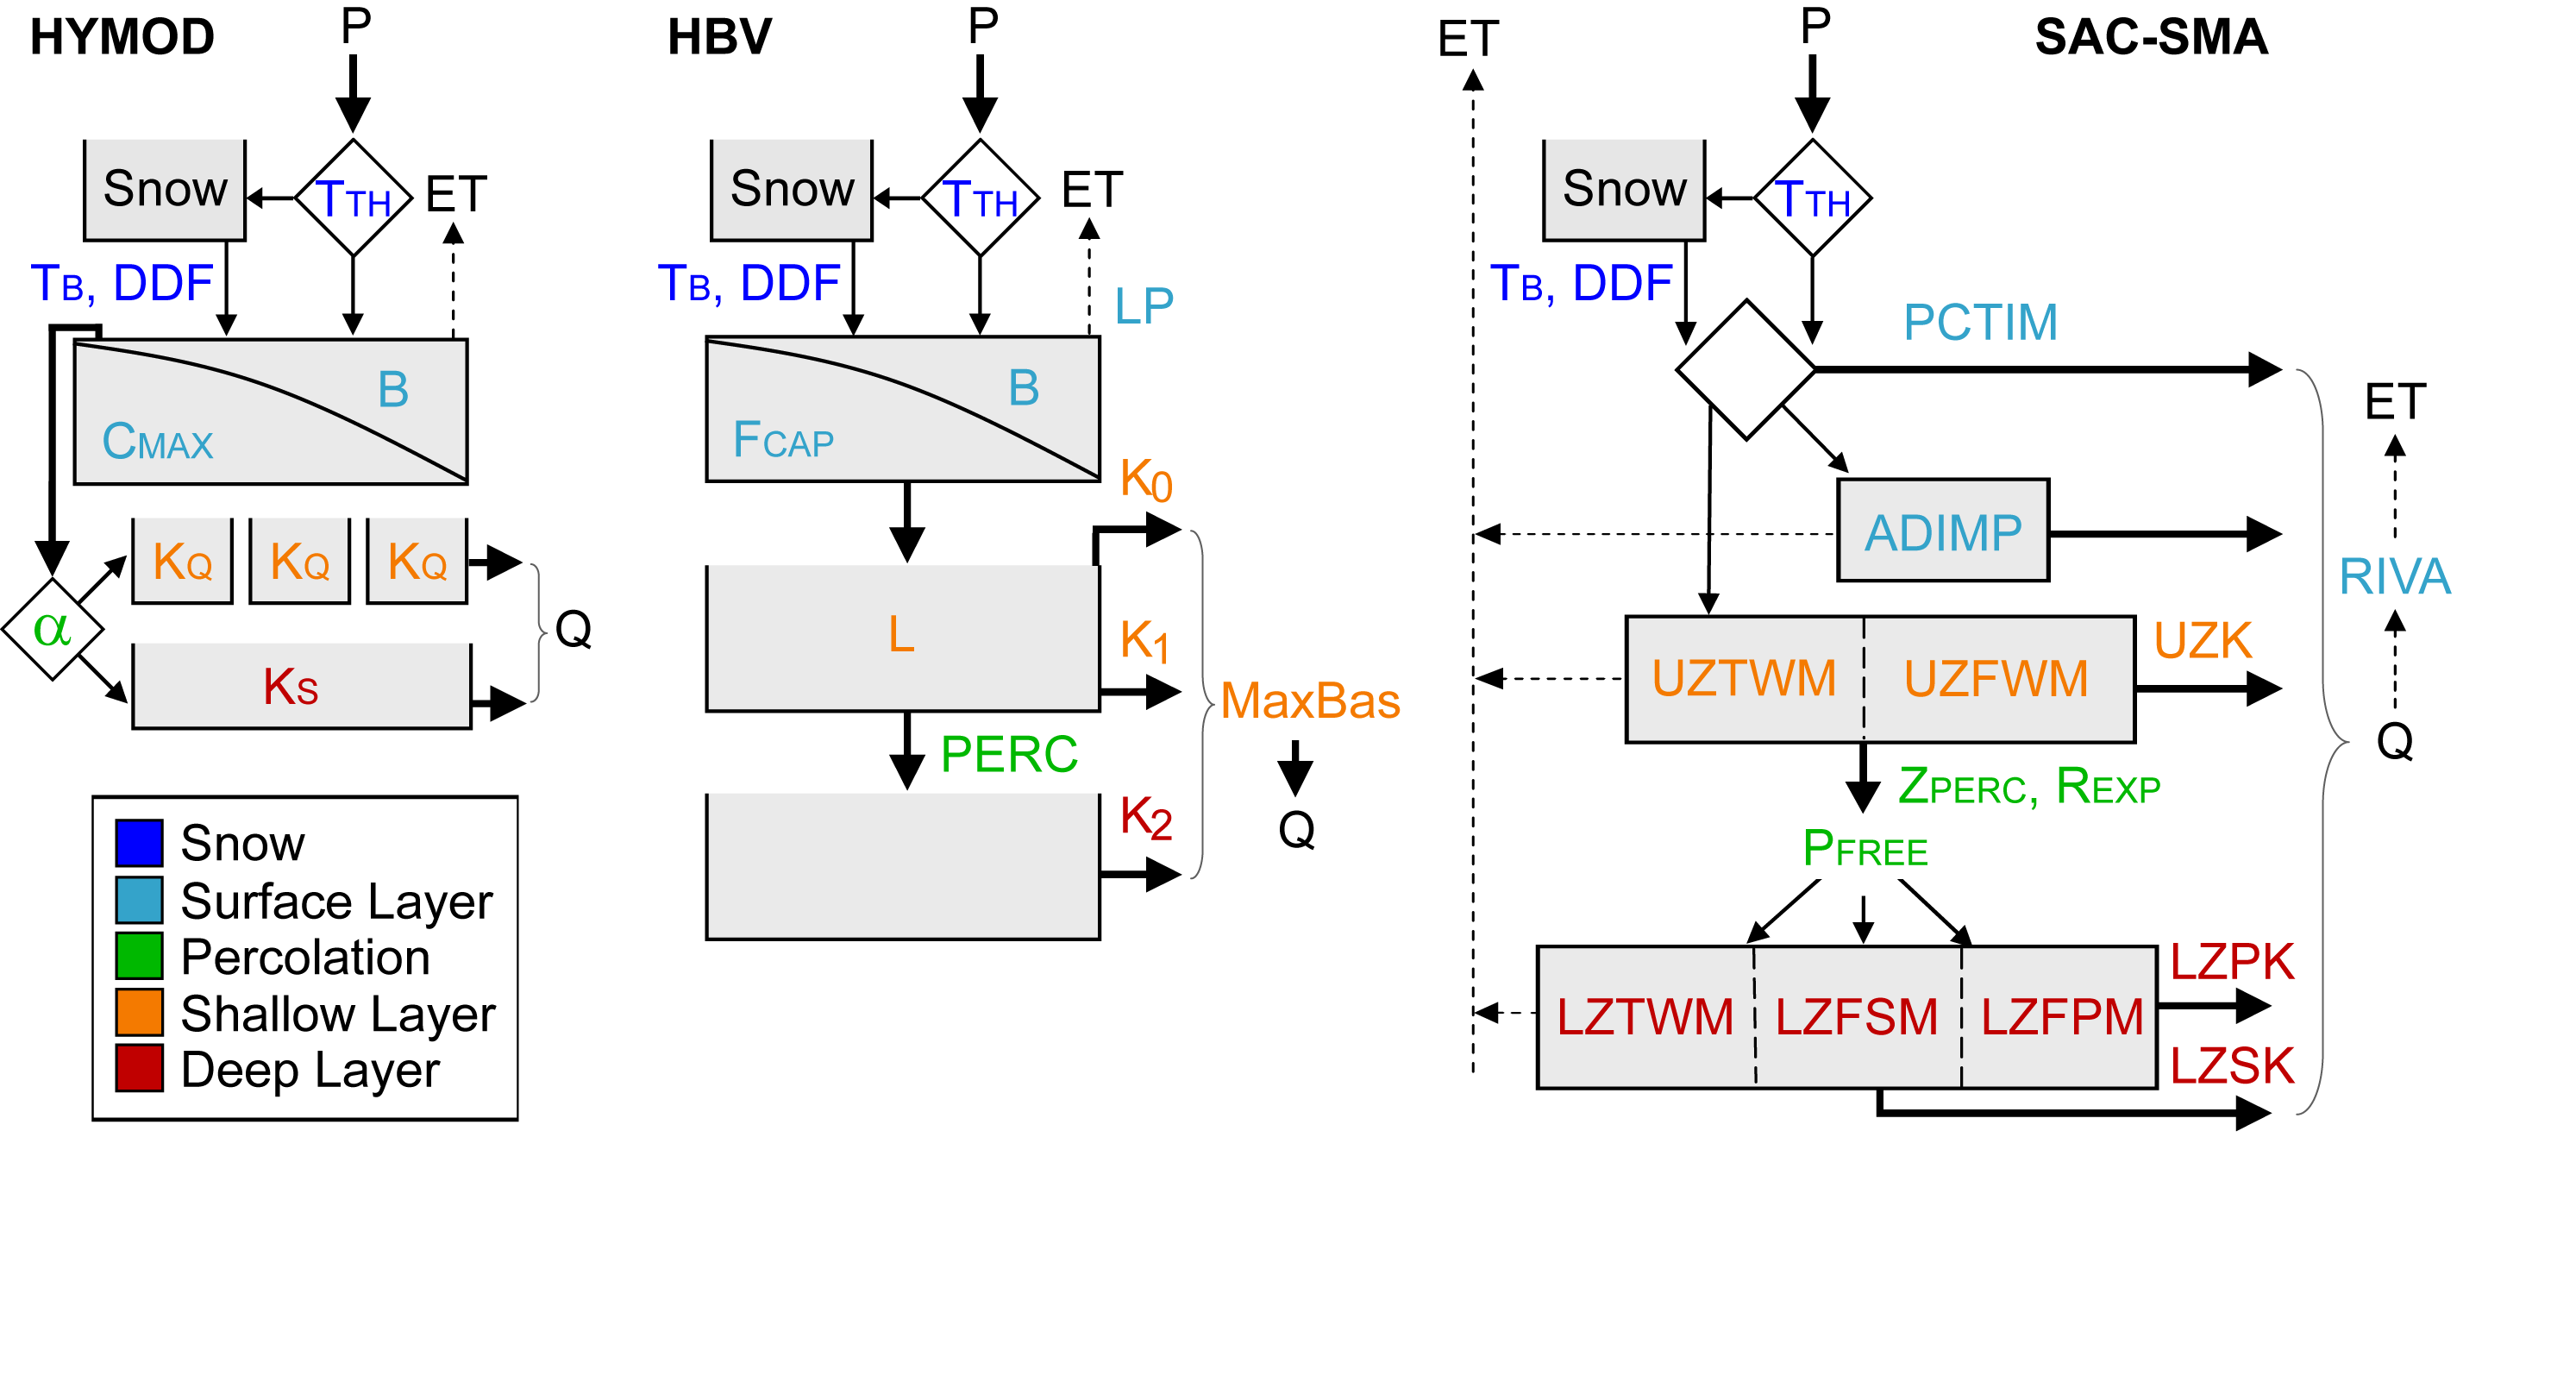 HYMOD
P
Snow
TTH
ET
TB, DDF
B
CMAX
KQ
KQ
KQ
α
KS
Q
Snow
Surface Layer
Percolation
Shallow Layer
Deep Layer
HBV
P
Snow
TTH
ET
TB, DDF
LP
B
FCAP
K0
L
K1
MaxBas
PERC
K2
Q
SAC-SMA
ET
P
Snow
TTH
TB, DDF
PCTIM
ET
ADIMP
RIVA
UZTWM
UZFWM
UZK
Q
ZPERC, REXP
PFREE
LZTWM
LZFSM
LZFPM
LZPK
LZSK